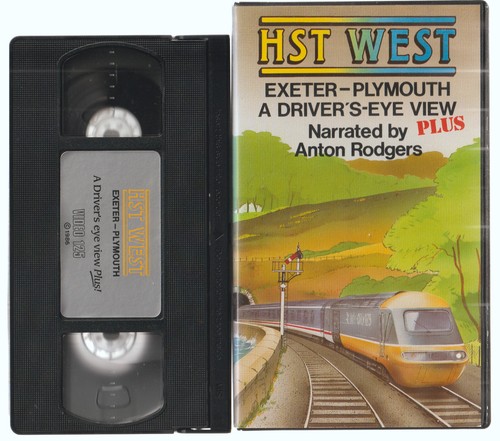 HST WEST
EXETER–PLYMOUTH
A Driver's eye view Plus!
VIDEO 125
© 1986
HST WEST
EXETER–PLYMOUTH
A DRIVER'S-EYE VIEW
PLUS
Narrated by
Anton Rodgers